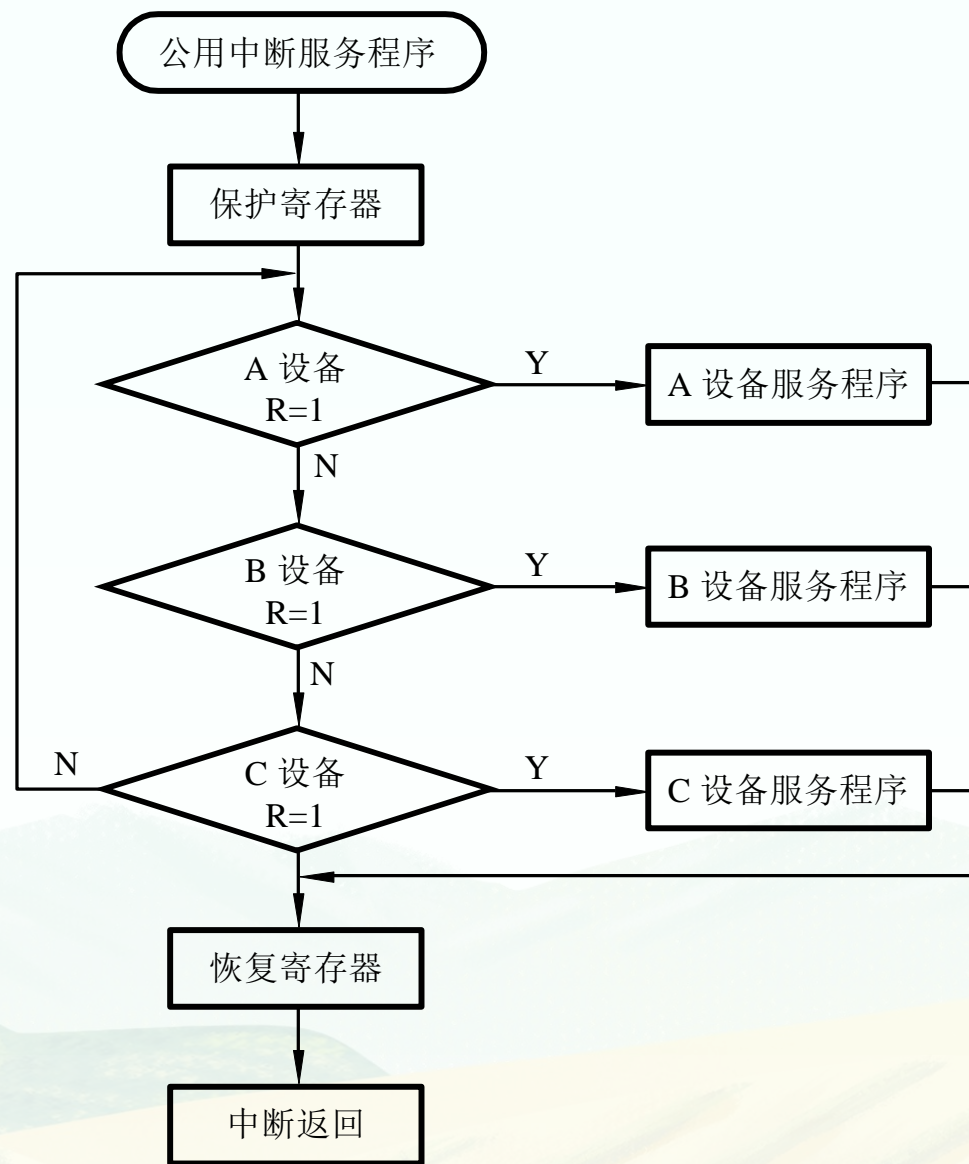 公用中断服务程序
保护寄存器
A 设备
R=1
Y
A 设备服务程序
N
B 设备
R=1
Y
B 设备服务程序
N
C 设备
R=1
N
Y
C 设备服务程序
恢复寄存器
中断返回